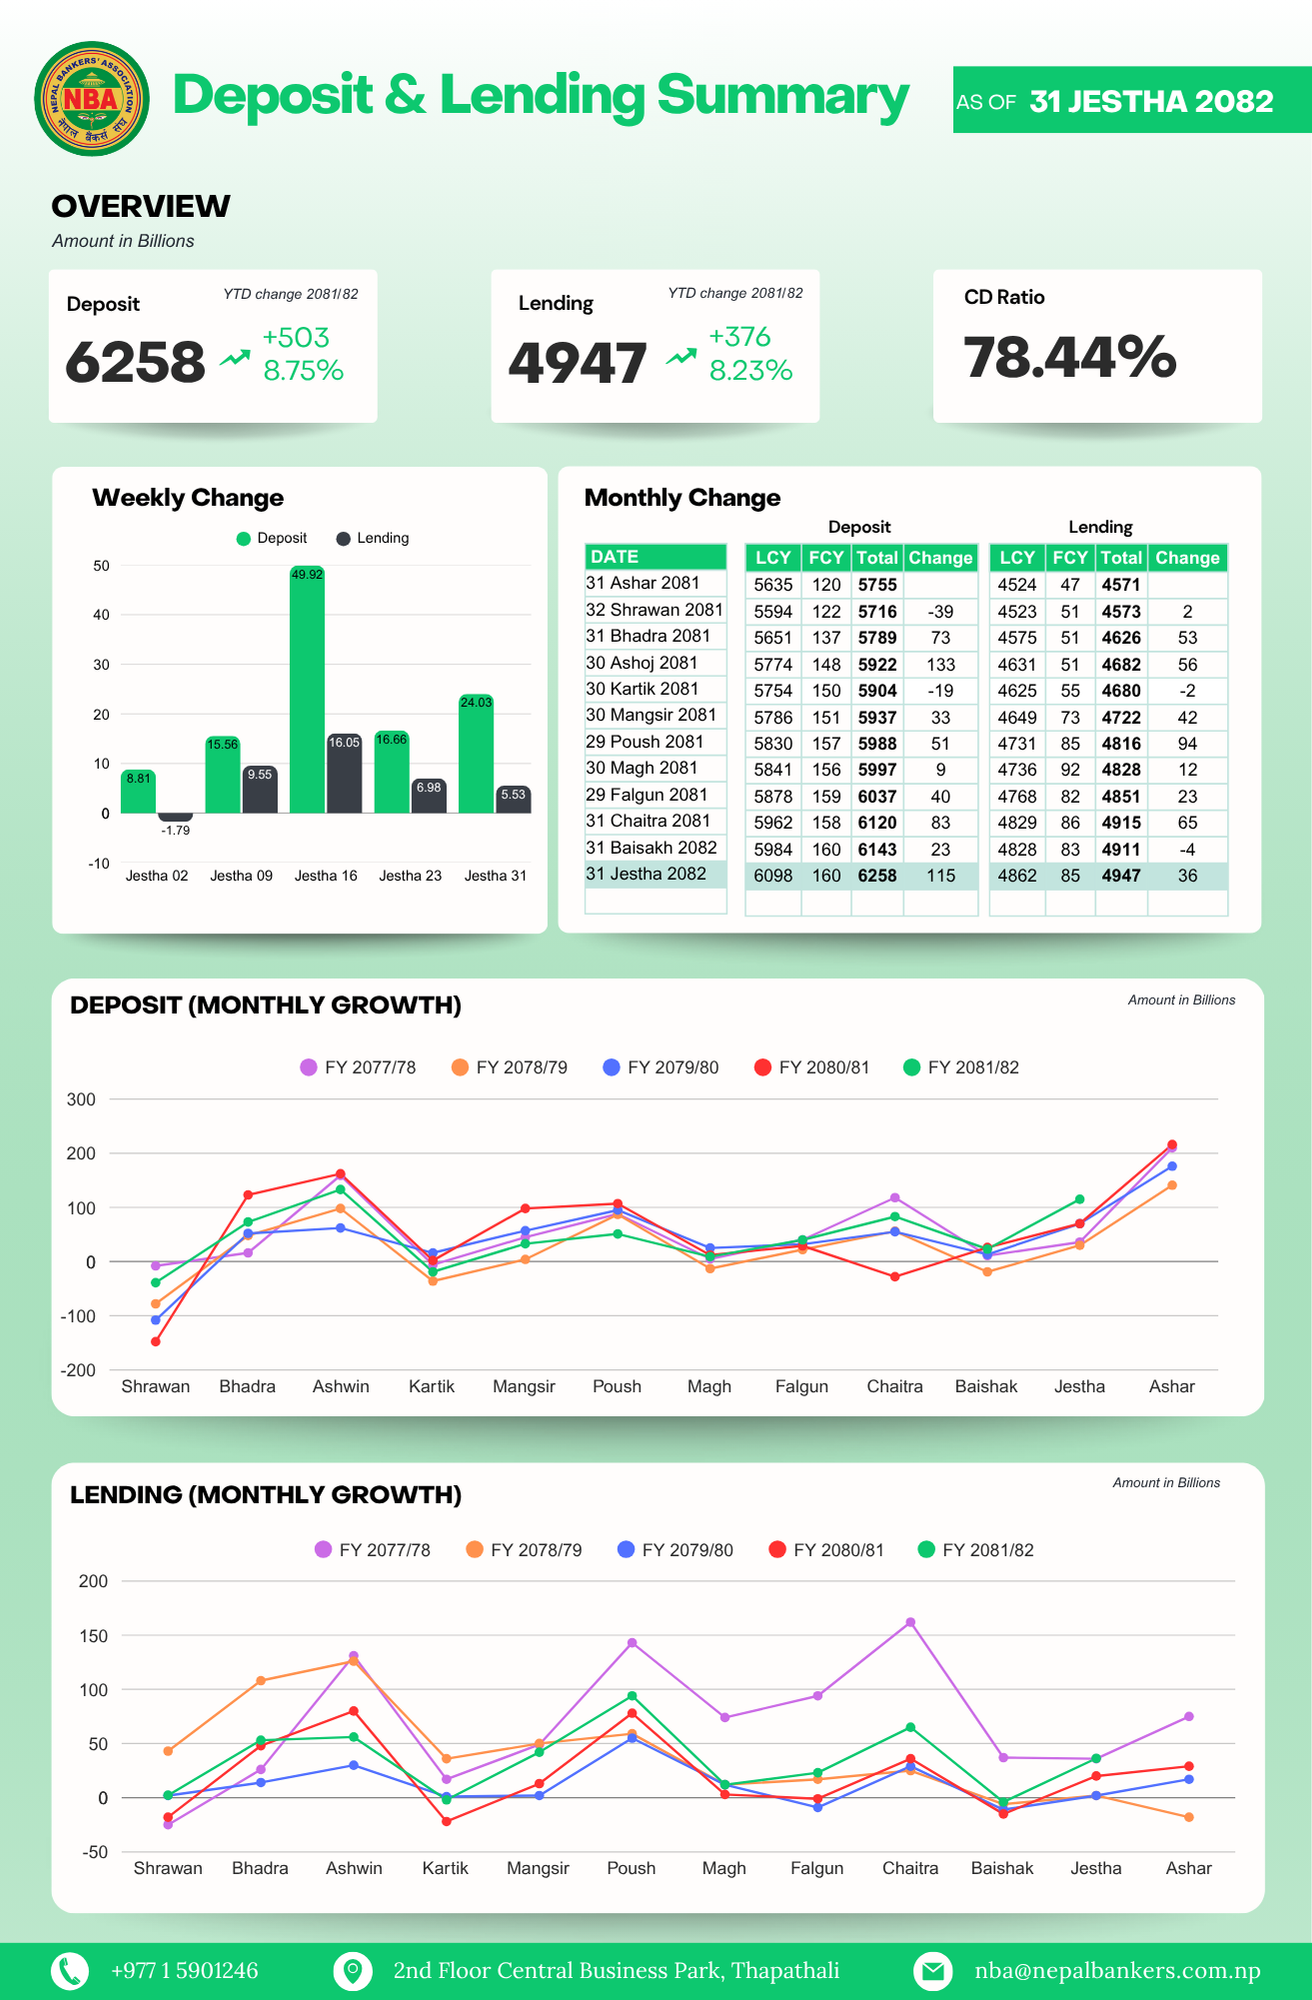 NEPAL BANKERS' ASSOCIATION
NBA
नेपाल बैंकर्स संघ
Deposit & Lending Summary
AS OF 31 JESTHA 2082
OVERVIEW
Amount in Billions
Deposit
YTD change 2081/82
6258
+503
8.75%
Lending
YTD change 2081/82
4947
+376
8.23%
CD Ratio
78.44%
Weekly Change
Deposit Lending
50
40
30
20
10
0
-10
8.81
-1.79
15.56
9.55
49.92
16.05
16.66
6.98
24.03
5.53
Jestha 02 Jestha 09 Jestha 16 Jestha 23 Jestha 31
Monthly Change
Deposit Lending
DATE LCY FCY Total Change LCY FCY Total Change
31 Ashar 2081 5635 120 5755 4524 47 4571
32 Shrawan 2081 5594 122 5716 -39 4523 51 4573 2
31 Bhadra 2081 5651 137 5789 73 4575 51 4626 53
30 Ashoj 2081 5774 148 5922 133 4631 51 4682 56
30 Kartik 2081 5754 150 5904 -19 4625 55 4680 -2
30 Mangsir 2081 5786 151 5937 33 4649 73 4722 42
29 Poush 2081 5830 157 5988 51 4731 85 4816 94
30 Magh 2081 5841 156 5997 9 4736 92 4828 12
29 Falgun 2081 5878 159 6037 40 4768 82 4851 23
31 Chaitra 2081 5962 158 6120 83 4829 86 4915 65
31 Baisakh 2082 5984 160 6143 23 4828 83 4911 -4
31 Jestha 2082 6098 160 6258 115 4862 85 4947 36
DEPOSIT (MONTHLY GROWTH)
Amount in Billions
FY 2077/78 FY 2078/79 FY 2079/80 FY 2080/81 FY 2081/82
300
200
100
0
-100
-200
Shrawan Bhadra Ashwin Kartik Mangsir Poush Magh Falgun Chaitra Baishak Jestha Ashar
LENDING (MONTHLY GROWTH)
Amount in Billions
FY 2077/78 FY 2078/79 FY 2079/80 FY 2080/81 FY 2081/82
200
150
100
50
0
-50
Shrawan Bhadra Ashwin Kartik Mangsir Poush Magh Falgun Chaitra Baishak Jestha Ashar
+977 1 5901246 2nd Floor Central Business Park, Thapathali nba@nepalbankers.com.np